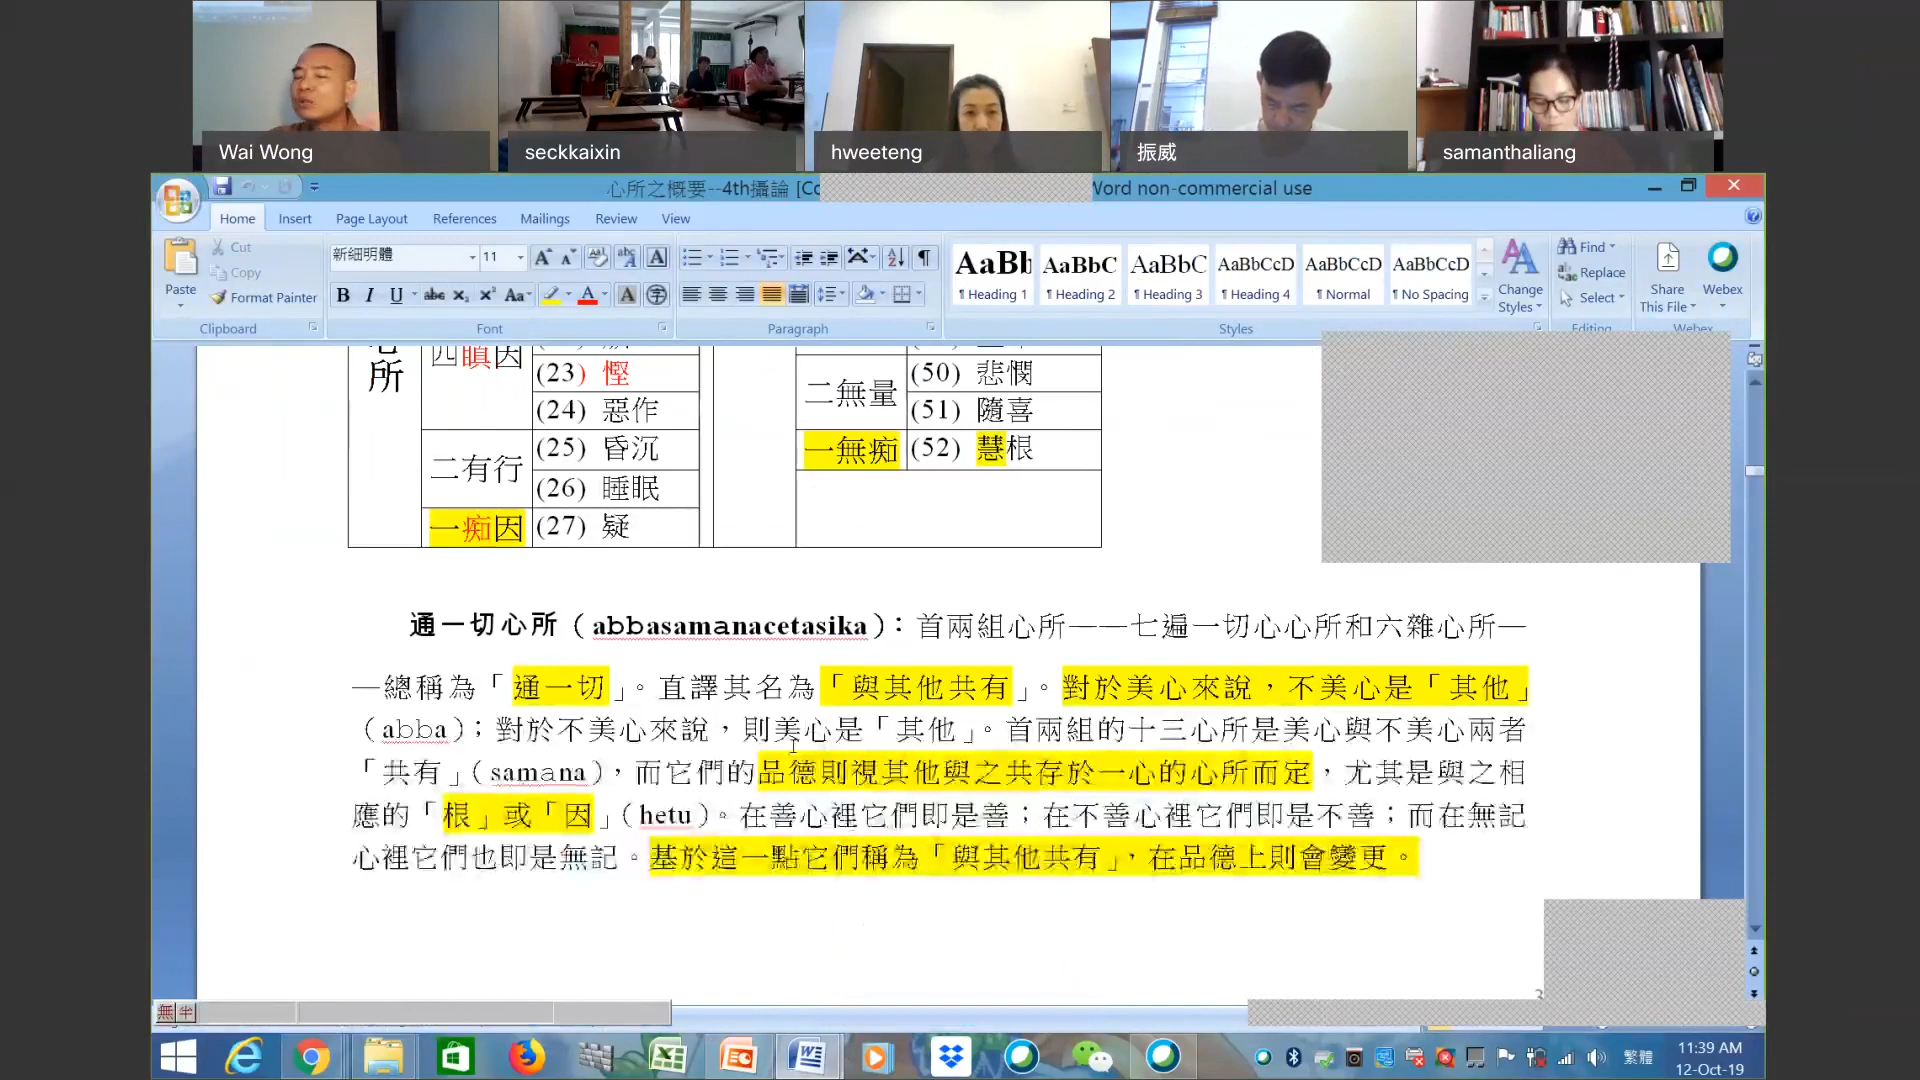 Wai Wong
seckkaixin
hweeteng
振威
samanthaliang
心所之概要--4th攝論 [Co
Word non-commercial use
Home Insert Page Layout References Mailings Review View
Paste
Cut
Copy
Format Painter
Clipboard
新細明體 11
Font
Paragraph
AaBb AaBbC AaBbC AaBbCcD AaBbCcD AaBbCcD
¶ Heading 1 ¶ Heading 2 ¶ Heading 3 ¶ Heading 4 ¶ Normal ¶ No Spacing
Change Styles
Styles
Find
Replace
Select
Editing
Share This File
Webex
Webex
所
四瞋因
(23) 慳
(24) 惡作
二有行
(25) 昏沉
(26) 睡眠
一痴因
(27) 疑
二無量
(50) 悲憫
(51) 隨喜
一無痴
(52) 慧根
通一切心所（abbasamanacetasika）：首兩組心所——七遍一切心心所和六雜心所—
—總稱為「通一切」。直譯其名為「與其他共有」。對於美心來說，不美心是「其他」
（abba）；對於不美心來說，則美心是「其他」。首兩組的十三心所是美心與不美心兩者
「共有」（samana），而它們的品德則視其他與之共存於一心的心所而定，尤其是與之相
應的「根」或「因」（hetu）。在善心裡它們即是善；在不善心裡它們即是不善；而在無記
心裡它們也即是無記。基於這一點它們稱為「與其他共有」，在品德上則會變更。
3
無 半
繁體
11:39 AM
12-Oct-19